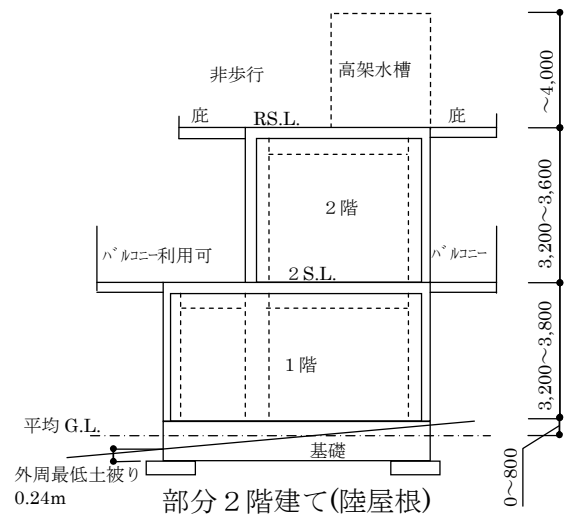 非歩行
高架水槽
～4,000
庇
RS.L.
庇
２階
3,200～3,600
バルコニー利用可
バルコニー
２S.L.
１階
3,200～3,800
平均 G.L.
基礎
外周最低土被り
0.24m
0～800
部分２階建て(陸屋根)